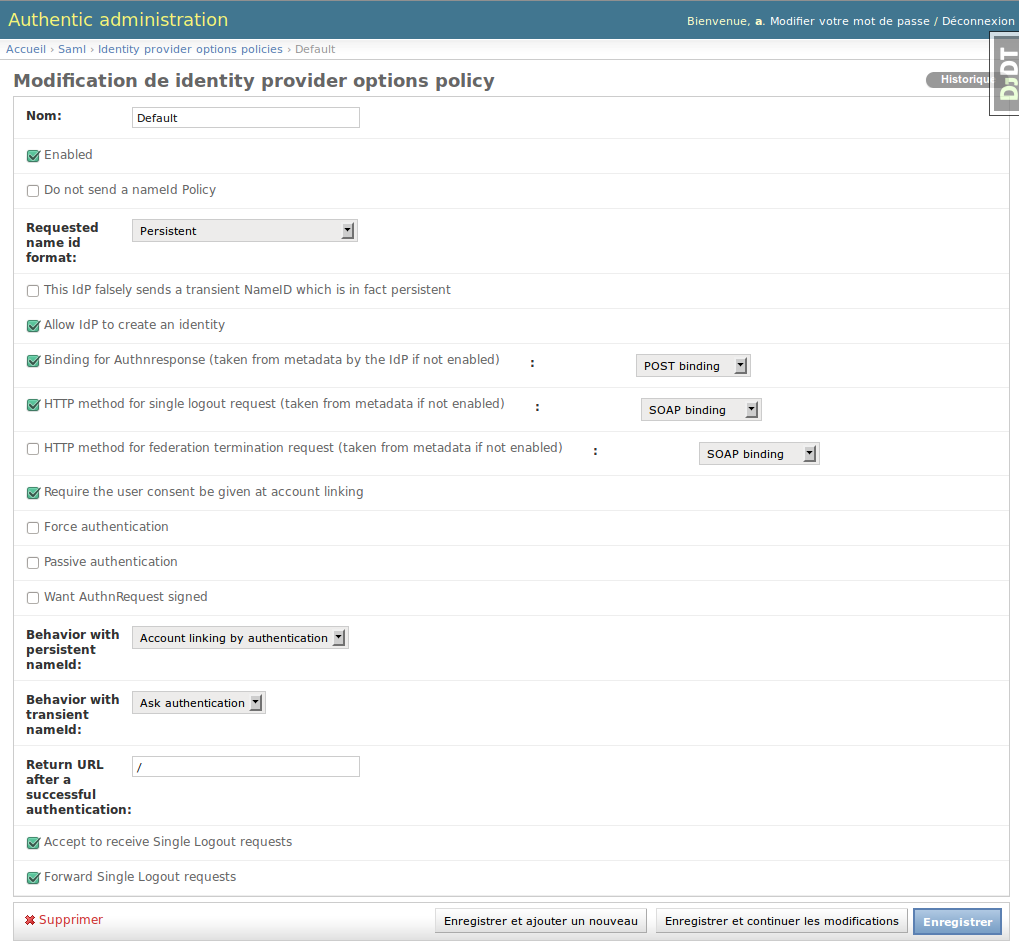 Authentic administration
Bienvenue, a. Modifier votre mot de passe / Déconnexion
Accueil › Saml › Identity provider options policies › Default
DJDT
Modification de identity provider options policy
Historique
Nom:
Default
Enabled
Do not send a nameId Policy
Requested
name id
format:
Persistent
This IdP falsely sends a transient NameID which is in fact persistent
Allow IdP to create an identity
Binding for Authnresponse (taken from metadata by the IdP if not enabled) : POST binding
HTTP method for single logout request (taken from metadata if not enabled) : SOAP binding
HTTP method for federation termination request (taken from metadata if not enabled) : SOAP binding
Require the user consent be given at account linking
Force authentication
Passive authentication
Want AuthnRequest signed
Behavior with
persistent
nameId:
Account linking by authentication
Behavior with
transient
nameId:
Ask authentication
Return URL
after a
successful
authentication:
/
Accept to receive Single Logout requests
Forward Single Logout requests
Supprimer
Enregistrer et ajouter un nouveau
Enregistrer et continuer les modifications
Enregistrer